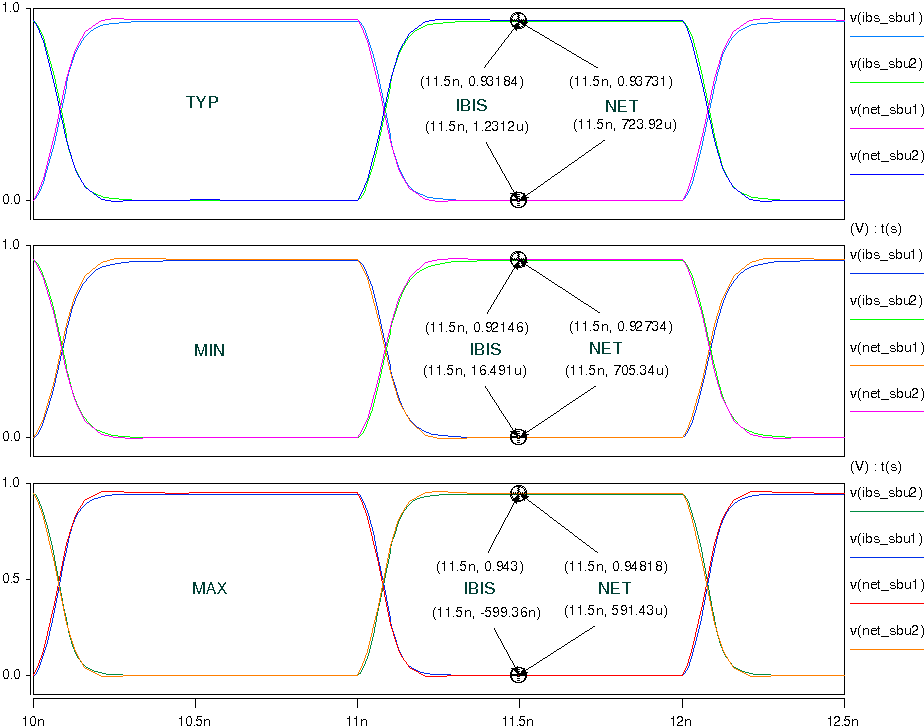 1.0
v(ibs_sbu1)
v(ibs_sbu2)
(11.5n, 0.93184) (11.5n, 0.93731)
TYP IBIS NET
v(net_sbu1)
(11.5n, 1.2312u) (11.5n, 723.92u)
v(net_sbu2)
0.0
(V) : t(s)
1.0
v(ibs_sbu1)
v(ibs_sbu2)
(11.5n, 0.92146) (11.5n, 0.92734)
MIN IBIS NET
v(net_sbu1)
(11.5n, 16.491u) (11.5n, 705.34u)
v(net_sbu2)
0.0
(V) : t(s)
1.0
v(ibs_sbu2)
v(ibs_sbu1)
(11.5n, 0.943) (11.5n, 0.94818)
0.5
MAX IBIS NET
v(net_sbu1)
(11.5n, -599.36n) (11.5n, 591.43u)
v(net_sbu2)
0.0
10n 10.5n 11n 11.5n 12n 12.5n